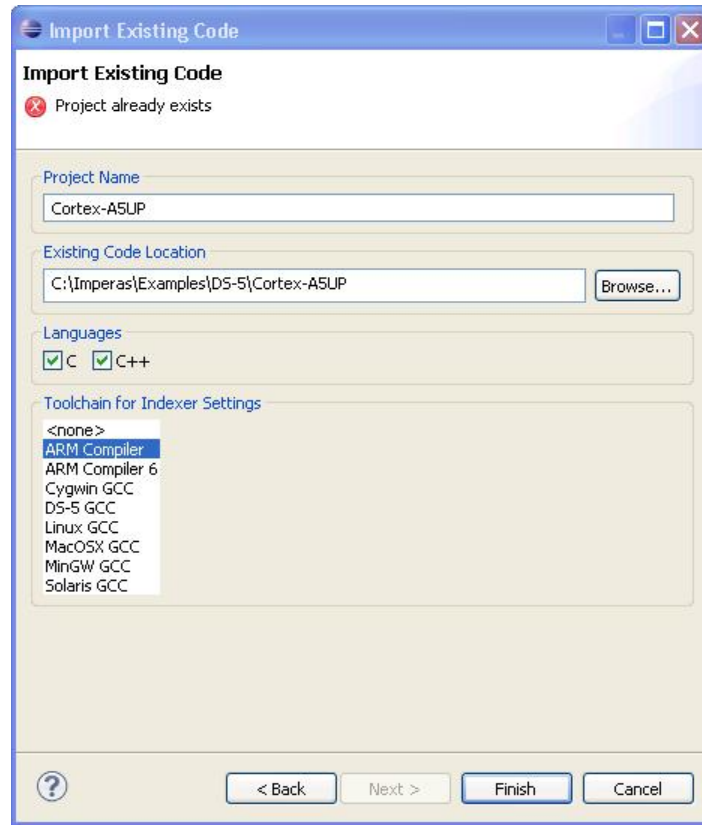 Import Existing Code
Import Existing Code
Project already exists
Project Name
Cortex-A5UP
Existing Code Location
C:\Imperas\Examples\DS-5\Cortex-A5UP
Browse...
Languages
C C++
Toolchain for Indexer Settings
<none>
ARM Compiler
ARM Compiler 6
Cygwin GCC
DS-5 GCC
Linux GCC
MacOSX GCC
MinGW GCC
Solaris GCC
? < Back Next > Finish Cancel